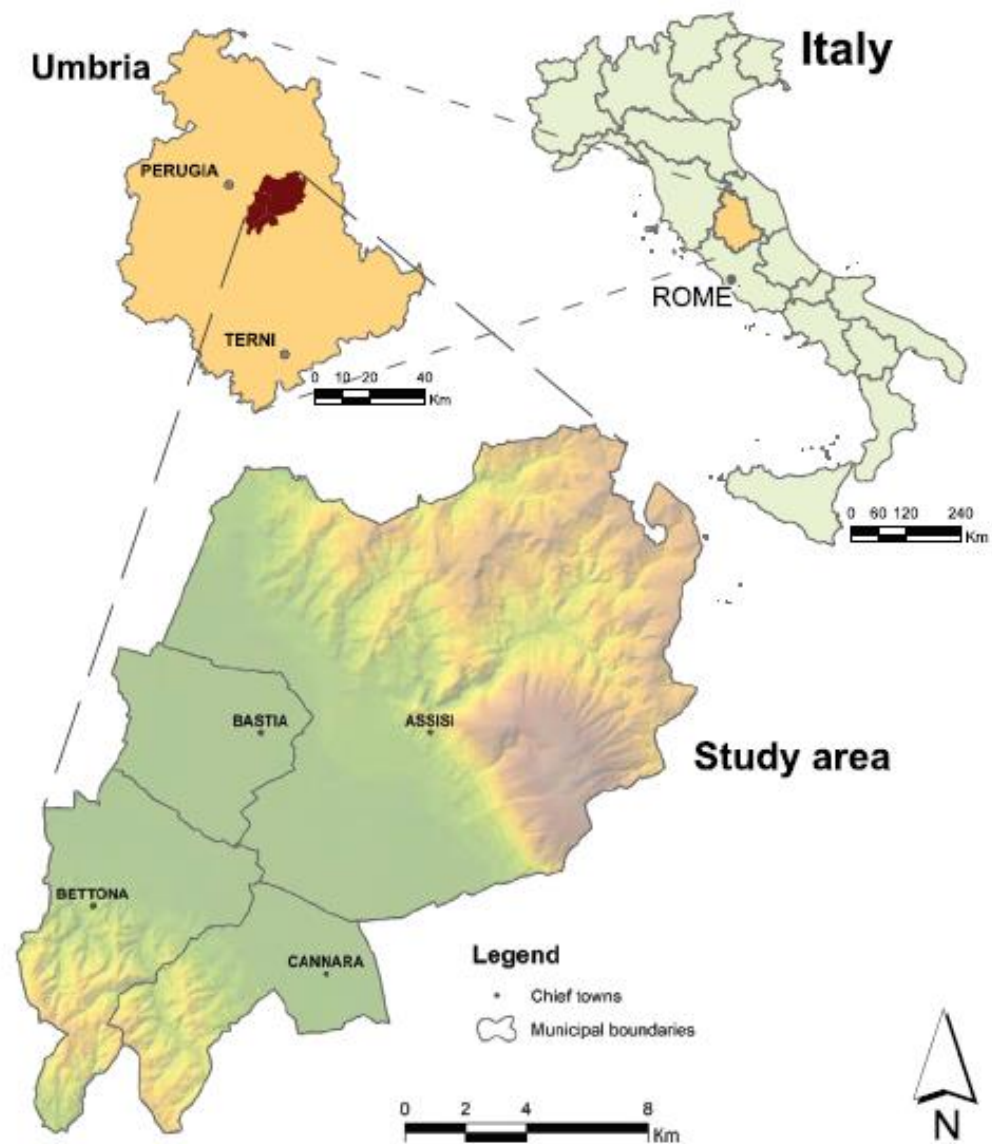 Italy
Umbria
PERUGIA
ROME
TERNI
0 10 20 40
Km
0 60 120 240
Km
BASTIA
ASSISI
Study area
BETTONA
CANNARA
Legend
Chief towns
Municipal boundaries
0 2 4 8
Km
N